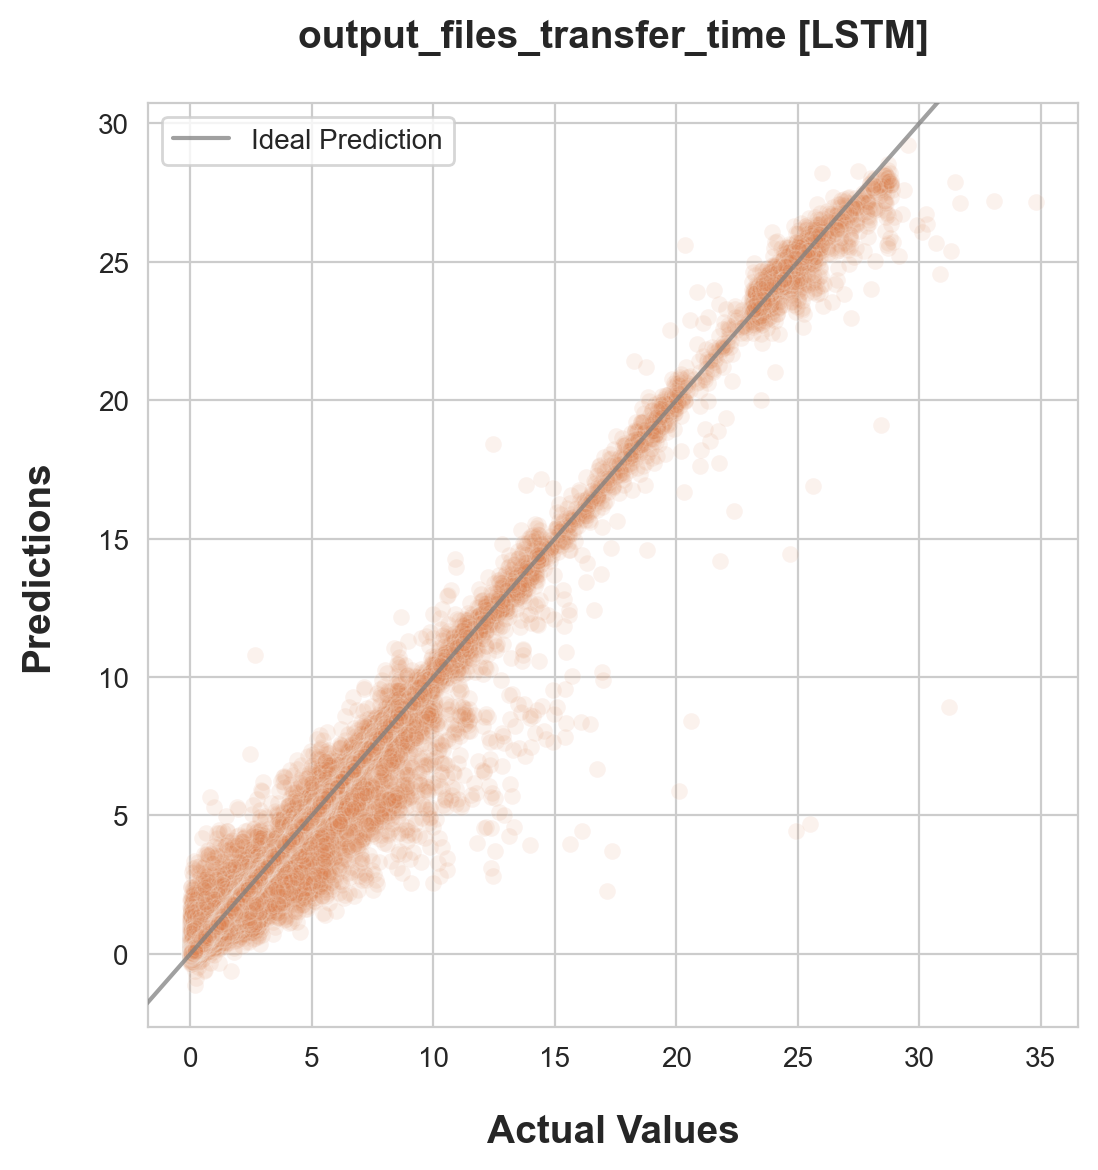 output_files_transfer_time [LSTM]
Ideal Prediction
30
25
20
15
10
5
0
Predictions
0 5 10 15 20 25 30 35
Actual Values